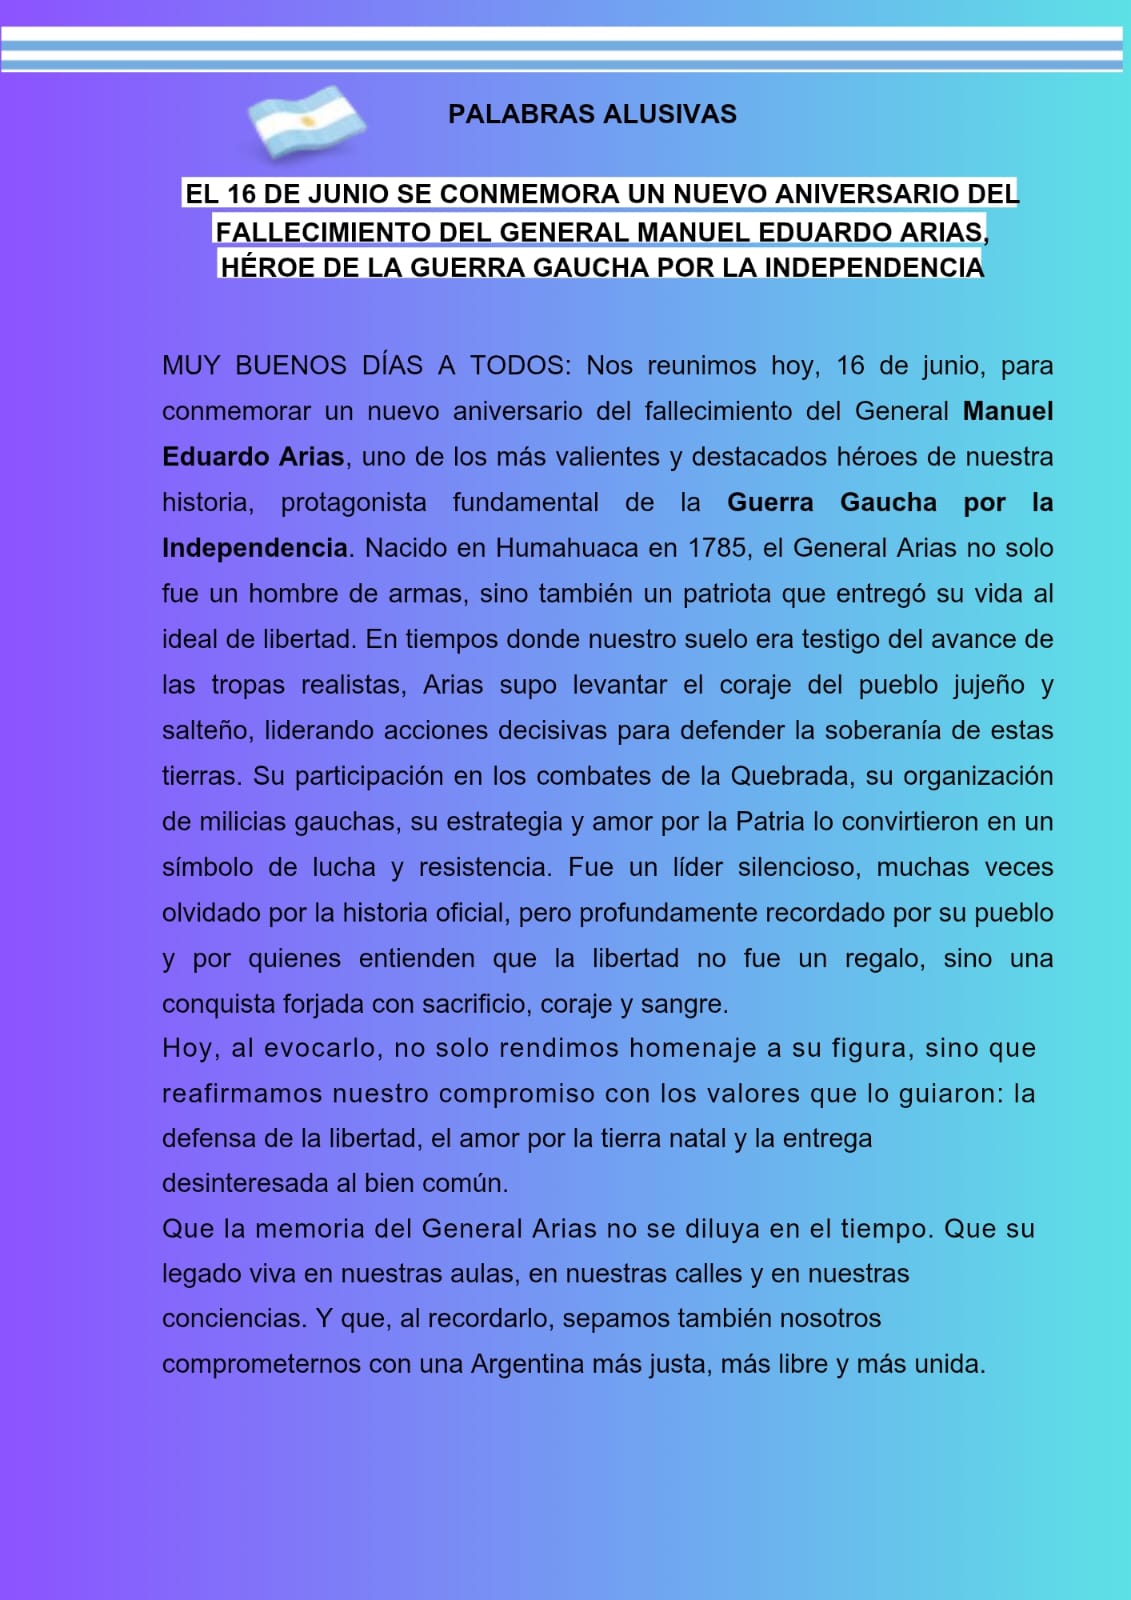 PALABRAS ALUSIVAS
EL 16 DE JUNIO SE CONMEMORA UN NUEVO ANIVERSARIO DEL
FALLECIMIENTO DEL GENERAL MANUEL EDUARDO ARIAS,
HÉROE DE LA GUERRA GAUCHA POR LA INDEPENDENCIA
MUY BUENOS DÍAS A TODOS: Nos reunimos hoy, 16 de junio, para
conmemorar un nuevo aniversario del fallecimiento del General Manuel
Eduardo Arias, uno de los más valientes y destacados héroes de nuestra
historia, protagonista fundamental de la Guerra Gaucha por la
Independencia. Nacido en Humahuaca en 1785, el General Arias no solo
fue un hombre de armas, sino también un patriota que entregó su vida al
ideal de libertad. En tiempos donde nuestro suelo era testigo del avance de
las tropas realistas, Arias supo levantar el coraje del pueblo jujeño y
salteño, liderando acciones decisivas para defender la soberanía de estas
tierras. Su participación en los combates de la Quebrada, su organización
de milicias gauchas, su estrategia y amor por la Patria lo convirtieron en un
símbolo de lucha y resistencia. Fue un líder silencioso, muchas veces
olvidado por la historia oficial, pero profundamente recordado por su pueblo
y por quienes entienden que la libertad no fue un regalo, sino una
conquista forjada con sacrificio, coraje y sangre.
Hoy, al evocarlo, no solo rendimos homenaje a su figura, sino que
reafirmamos nuestro compromiso con los valores que lo guiaron: la
defensa de la libertad, el amor por la tierra natal y la entrega
desinteresada al bien común.
Que la memoria del General Arias no se diluya en el tiempo. Que su
legado viva en nuestras aulas, en nuestras calles y en nuestras
conciencias. Y que, al recordarlo, sepamos también nosotros
comprometernos con una Argentina más justa, más libre y más unida.